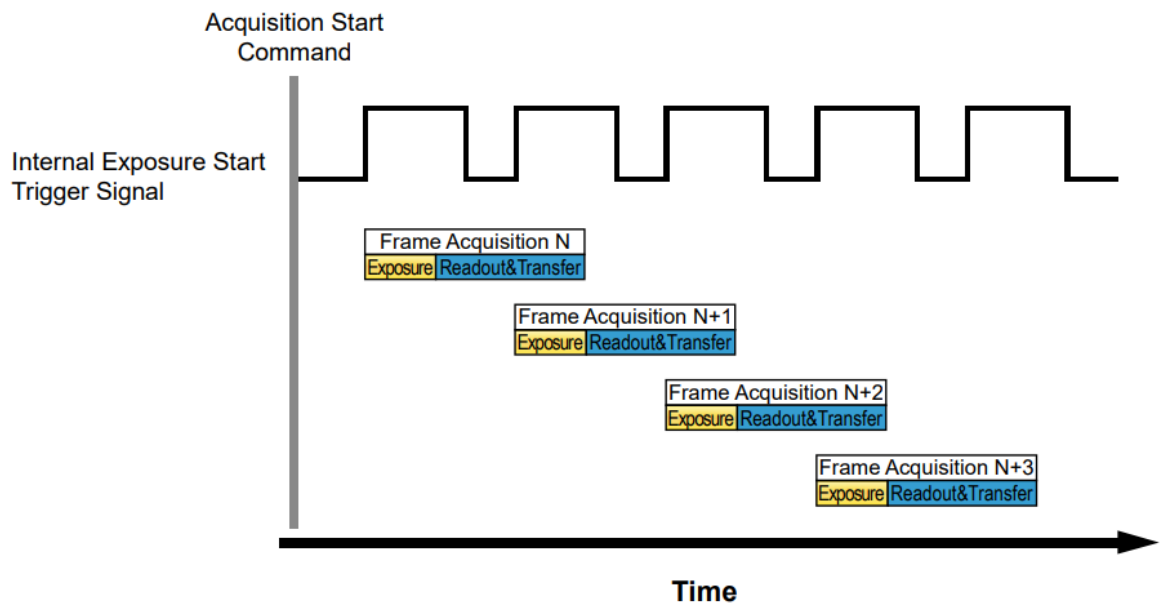 Acquisition Start
Command
Internal Exposure Start
Trigger Signal
Frame Acquisition N
Exposure Readout&Transfer
Frame Acquisition N+1
Exposure Readout&Transfer
Frame Acquisition N+2
Exposure Readout&Transfer
Frame Acquisition N+3
Exposure Readout&Transfer
Time